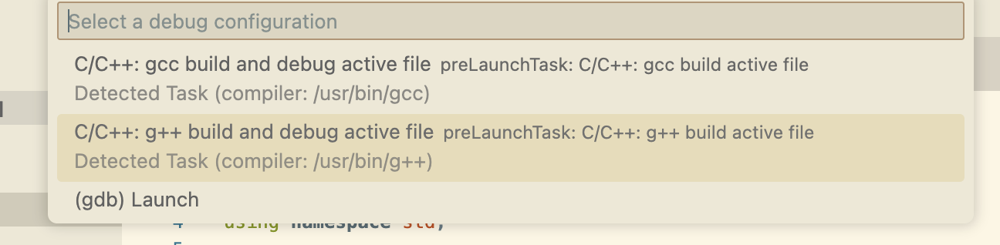 Select a debug configuration
C/C++: gcc build and debug active file preLaunchTask: C/C++: gcc build active file
Detected Task (compiler: /usr/bin/gcc)
C/C++: g++ build and debug active file preLaunchTask: C/C++: g++ build active file
Detected Task (compiler: /usr/bin/g++)
(gdb) Launch
4 using namespace std;